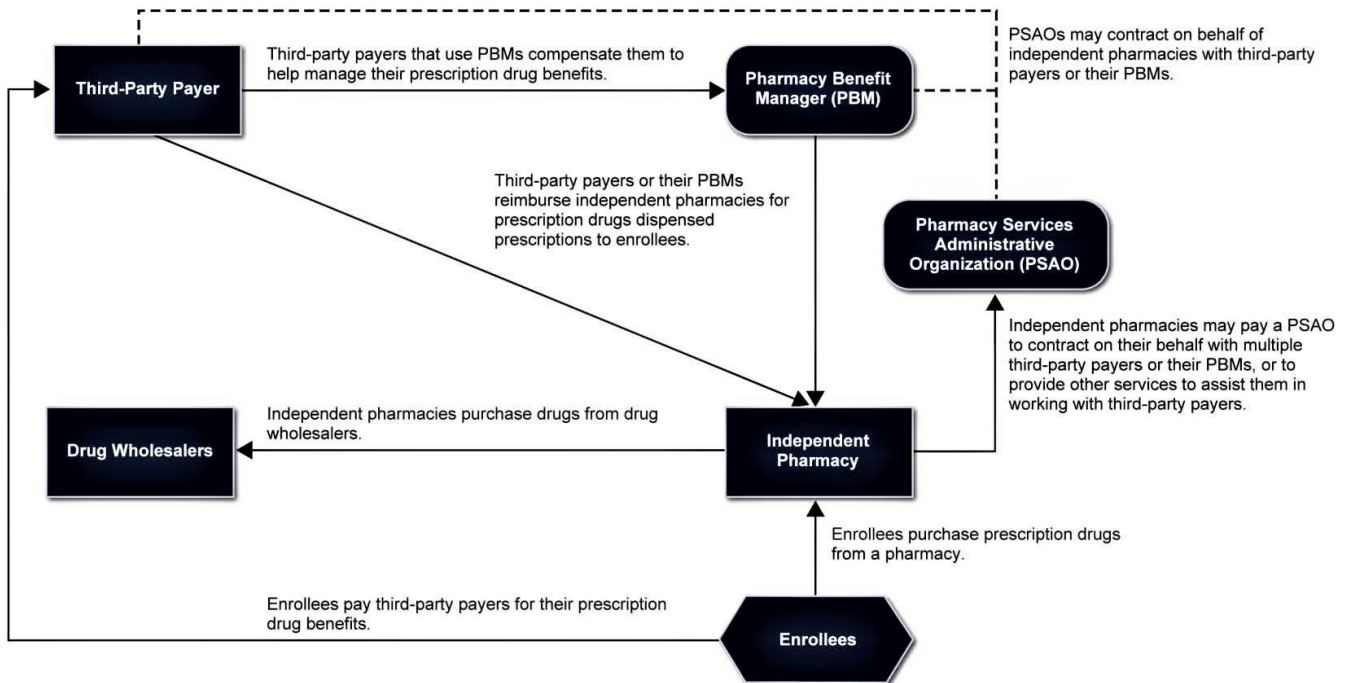 PSAOs may contract on behalf of
independent pharmacies with third-party
payers or their PBMs.
Third-Party Payer
Third-party payers that use PBMs compensate them to
help manage their prescription drug benefits.
Pharmacy Benefit
Manager (PBM)
Third-party payers or their PBMs
reimburse independent pharmacies for
prescription drugs dispensed
prescriptions to enrollees.
Pharmacy Services
Administrative
Organization (PSAO)
Independent pharmacies may pay a PSAO
to contract on their behalf with multiple
third-party payers or their PBMs, or to
provide other services to assist them in
working with third-party payers.
Drug Wholesalers
Independent pharmacies purchase drugs from drug
wholesalers.
Independent
Pharmacy
Enrollees purchase prescription drugs
from a pharmacy.
Enrollees pay third-party payers for their prescription
drug benefits.
Enrollees